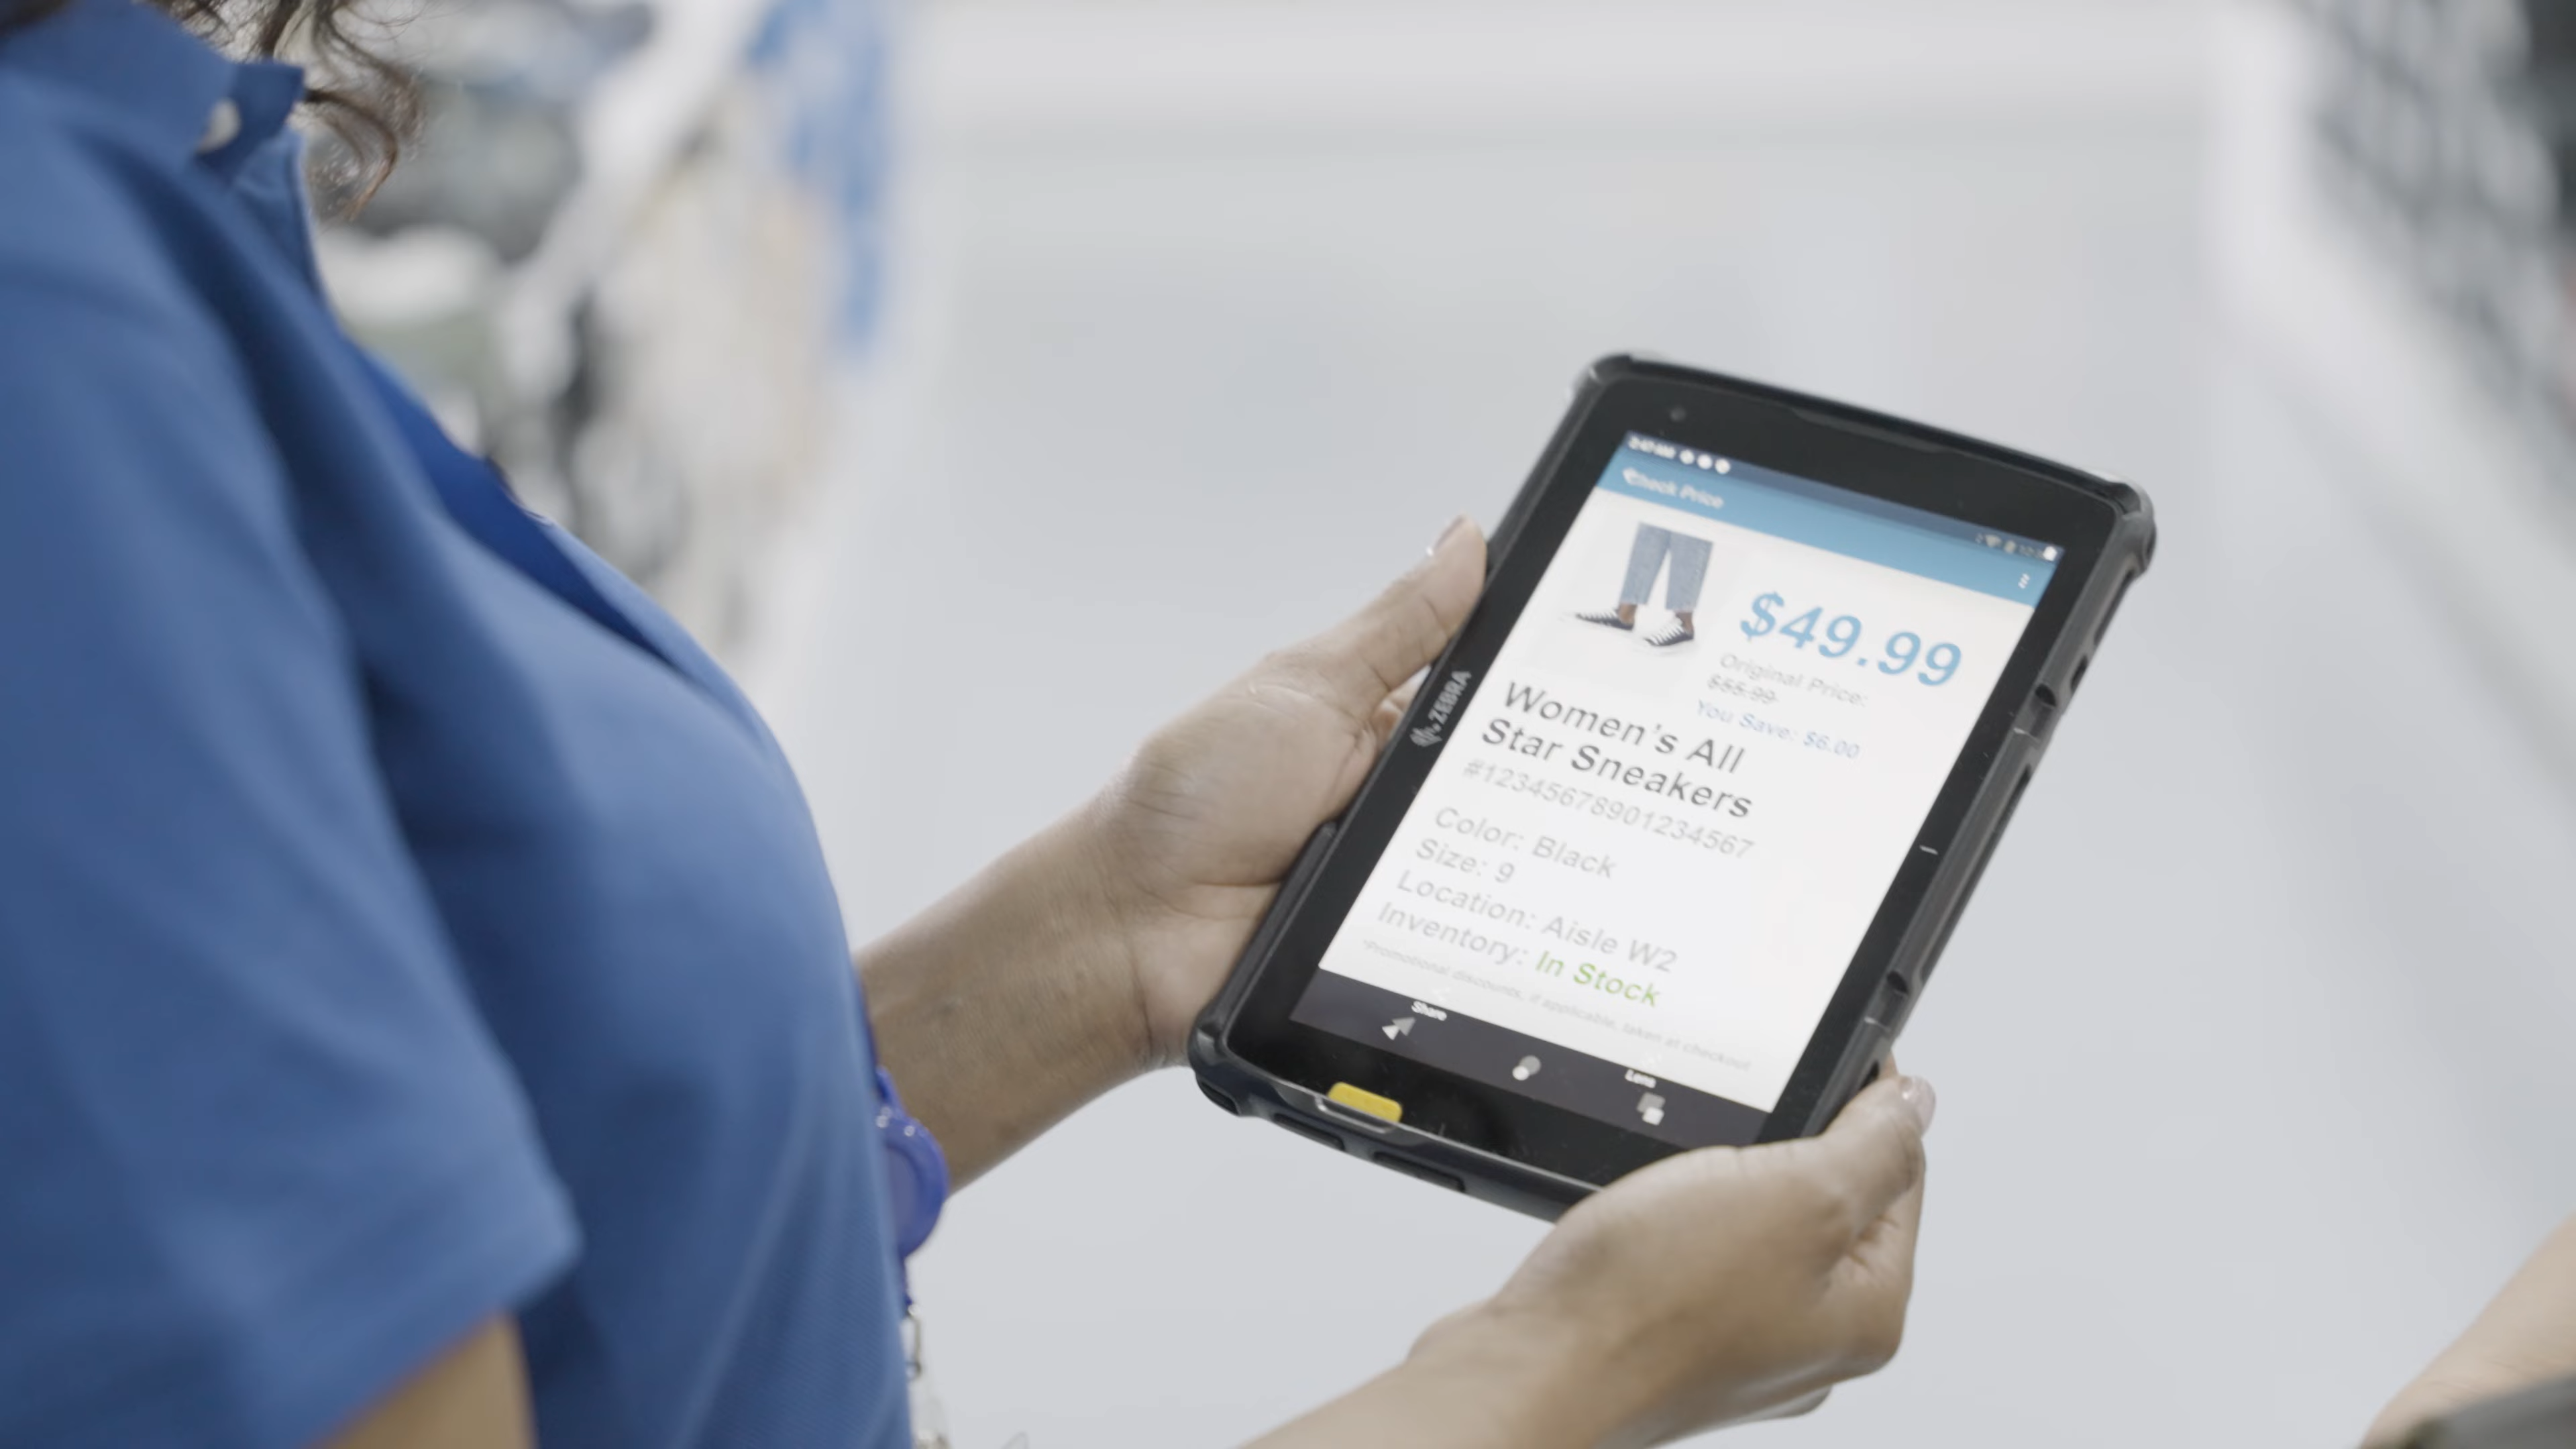 Check Price
$49.99
Original Price:
$55.99
You Save: $6.00
Women's All
Star Sneakers
#12345678901234567
Color: Black
Size: 9
Location: Aisle W2
Inventory: In Stock
*Promotional discounts, if applicable, taken at checkout
Share
Lens
ZEBRA